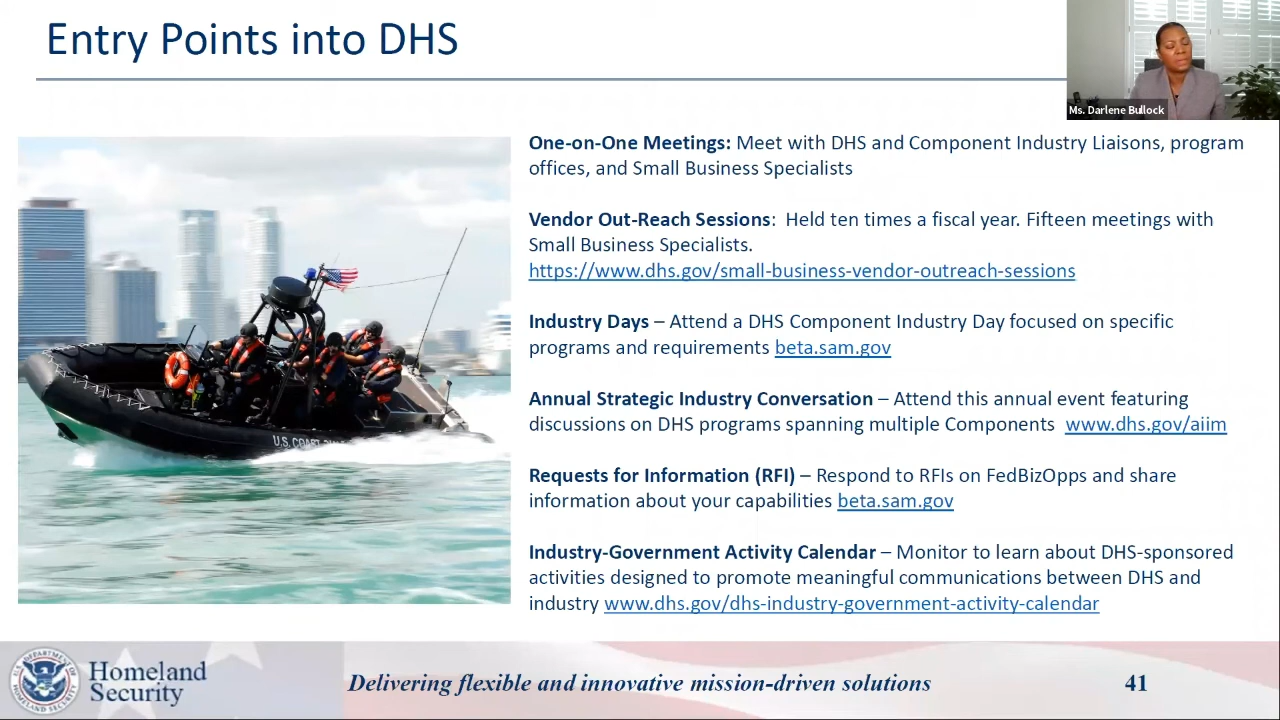 Entry Points into DHS
Ms. Darlene Bullock
One-on-One Meetings: Meet with DHS and Component Industry Liaisons, program
offices, and Small Business Specialists
Vendor Out-Reach Sessions:  Held ten times a fiscal year. Fifteen meetings with
Small Business Specialists.
https://www.dhs.gov/small-business-vendor-outreach-sessions
Industry Days – Attend a DHS Component Industry Day focused on specific
programs and requirements beta.sam.gov
Annual Strategic Industry Conversation – Attend this annual event featuring
discussions on DHS programs spanning multiple Components  www.dhs.gov/aiim
Requests for Information (RFI) – Respond to RFIs on FedBizOpps and share
information about your capabilities beta.sam.gov
Industry-Government Activity Calendar – Monitor to learn about DHS-sponsored
activities designed to promote meaningful communications between DHS and
industry www.dhs.gov/dhs-industry-government-activity-calendar
U.S. COAST
Homeland
Security
Delivering flexible and innovative mission-driven solutions
41